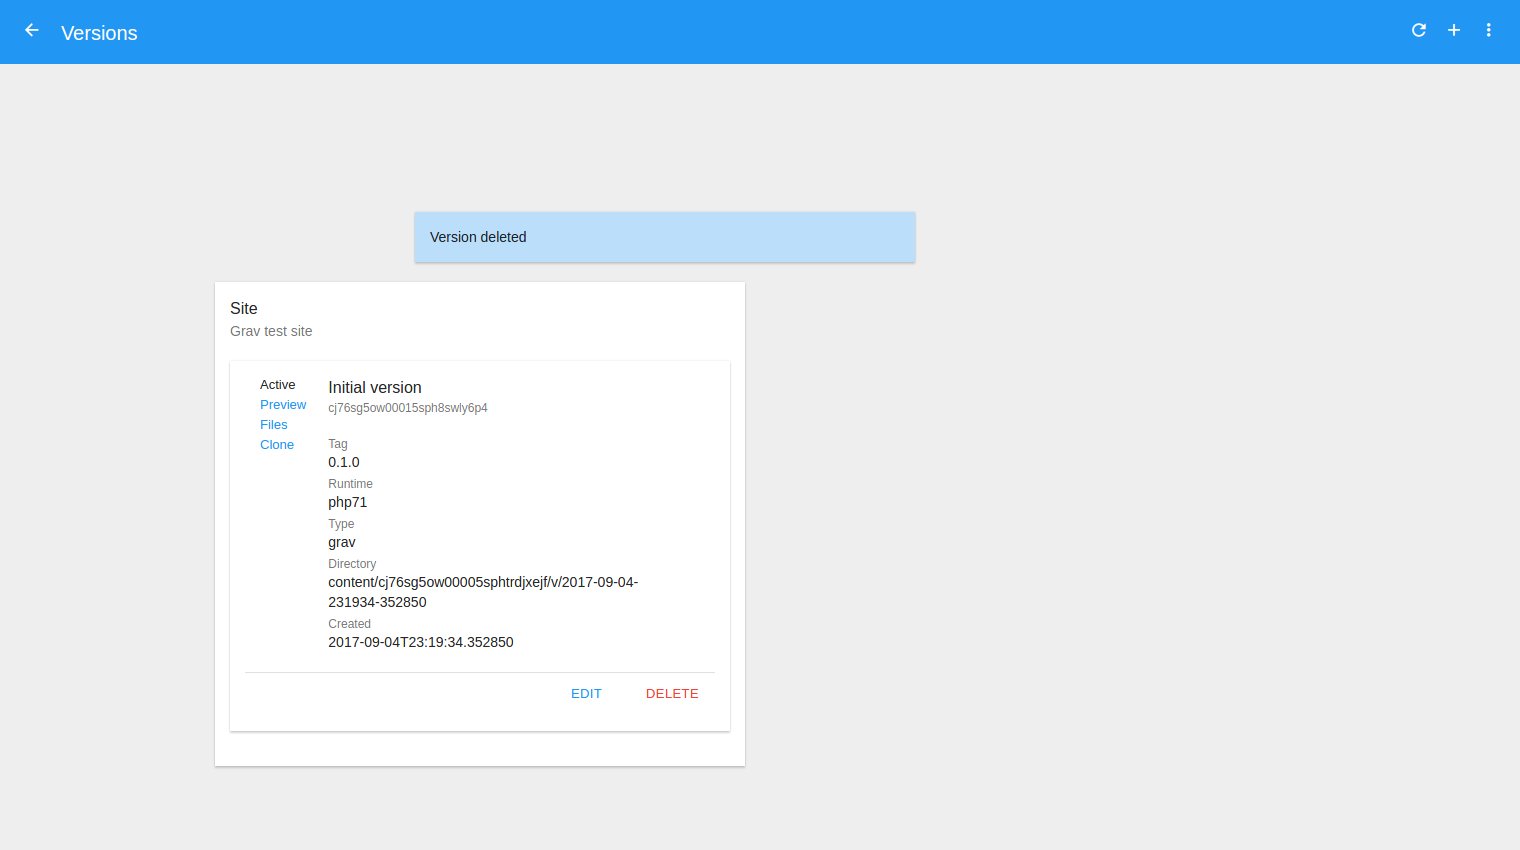 Versions
Version deleted
Site
Grav test site
Active
Preview
Files
Clone
Initial version
cj76sg5ow00015sph8swly6p4
Tag
0.1.0
Runtime
php71
Type
grav
Directory
content/cj76sg5ow00005sphtrdjxejf/v/2017-09-04-
231934-352850
Created
2017-09-04T23:19:34.352850
EDIT DELETE